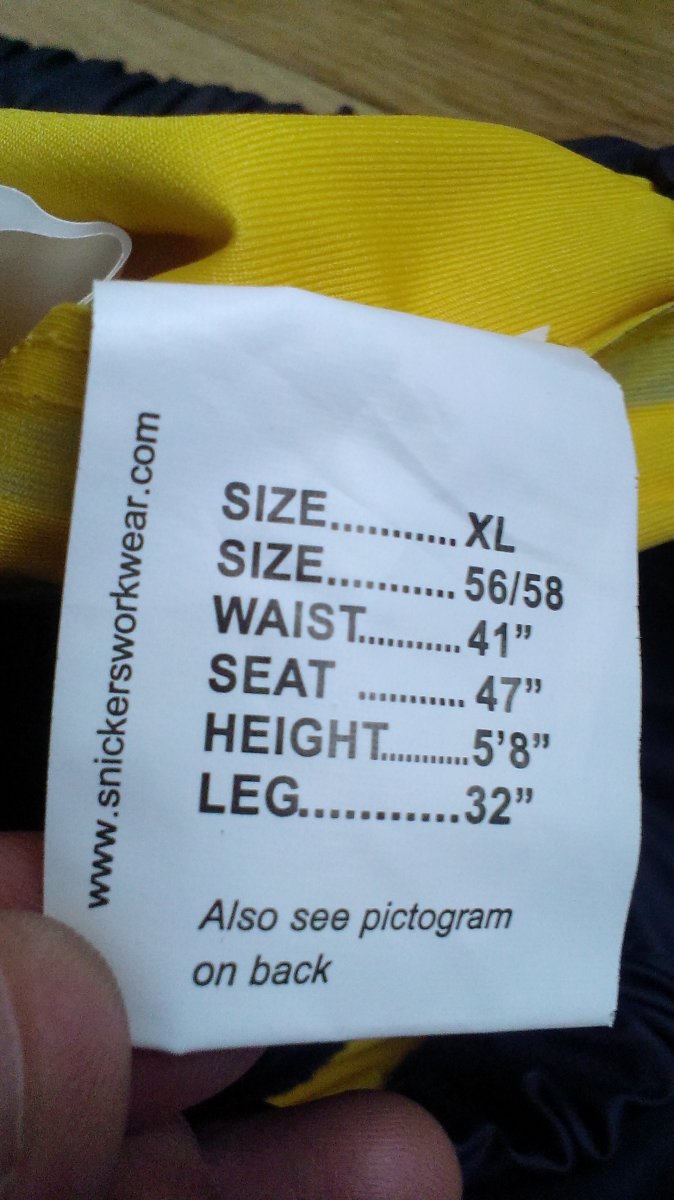 www.snickersworkwear.com
SIZE........... XL
SIZE........... 56/58
WAIST........... 41”
SEAT ........... 47”
HEIGHT...........5’8”
LEG...........32”
Also see pictogram
on back